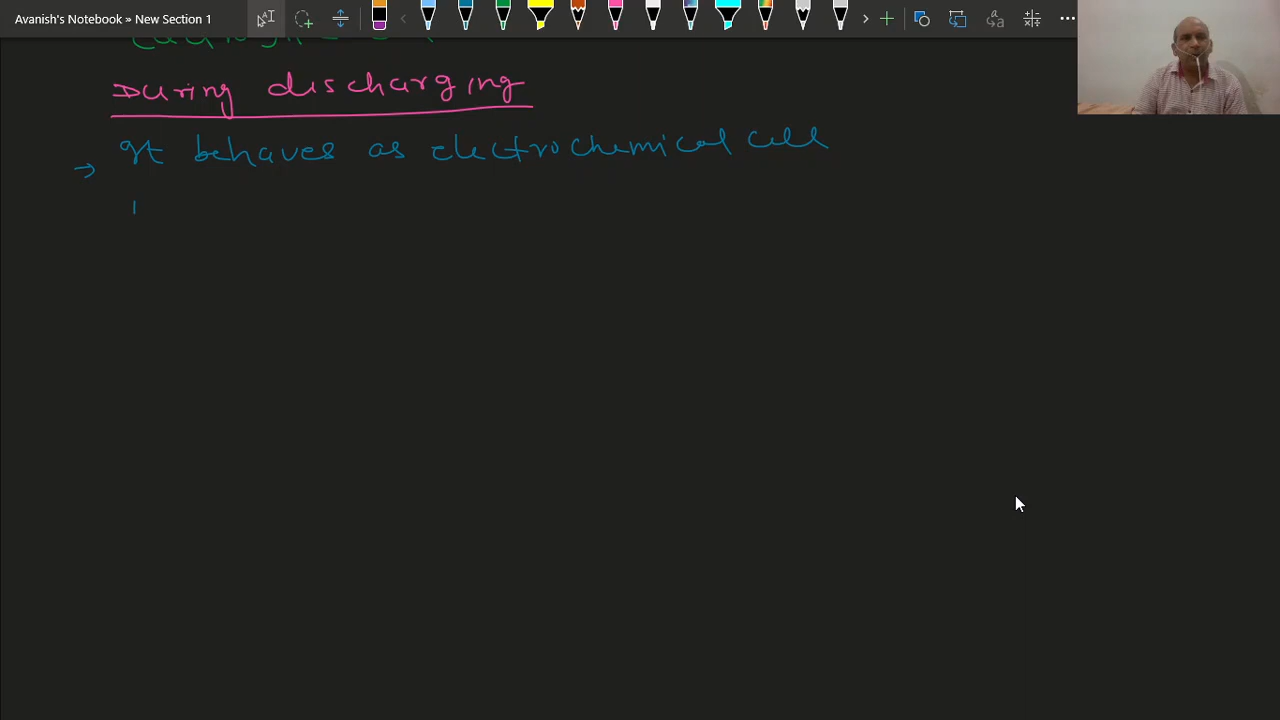 Avanish's Notebook » New Section 1
During discharging
→ It behaves as electrochemical cell